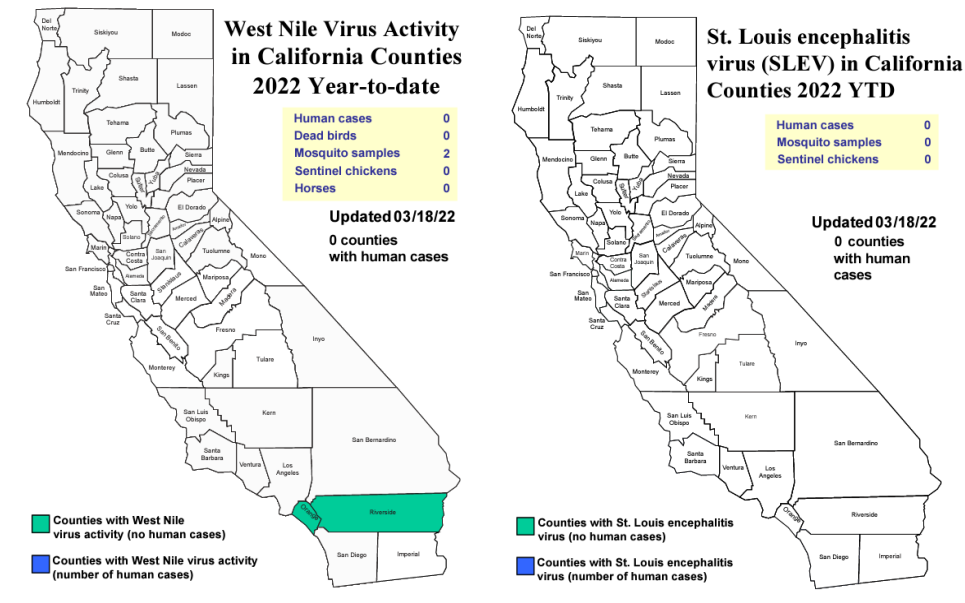 West Nile Virus Activity
in California Counties
2022 Year-to-date
Human cases 0
Dead birds 0
Mosquito samples 2
Sentinel chickens 0
Horses 0
Updated 03/18/22
0 counties
with human cases
Del
Norte
Siskiyou
Modoc
Shasta
Lassen
Trinity
Humboldt
Tehama
Plumas
Mendocino
Glenn
Butte
Sierra
Nevada
Placer
Colusa
Sutter
Yuba
Lake
Yolo
El Dorado
Sonoma
Napa
Sacramento
Amador
Alpine
Solano
Calaveras
Marin
Contra
Costa
San
Joaquin
Tuolumne
Mono
San Francisco
Alameda
Stanislaus
Mariposa
San
Mateo
Santa
Clara
Merced
Madera
Santa
Cruz
San Benito
Fresno
Inyo
Monterey
Kings
Tulare
San Luis
Obispo
Kern
San Bernardino
Santa
Barbara
Ventura
Los
Angeles
Orange
Riverside
San Diego
Imperial
Counties with West Nile
virus activity (no human cases)
Counties with West Nile virus activity
(number of human cases)
St. Louis encephalitis
virus (SLEV) in California
Counties 2022 YTD
Human cases 0
Mosquito samples 0
Sentinel chickens 0
Updated 03/18/22
0 counties
with human
cases
Del
Norte
Siskiyou
Modoc
Shasta
Lassen
Trinity
Humboldt
Tehama
Plumas
Mendocino
Glenn
Butte
Sierra
Nevada
Placer
Colusa
Sutter
Yuba
Lake
Yolo
El Dorado
Sonoma
Napa
Sacramento
Amador
Alpine
Solano
Calaveras
Marin
Contra
Costa
San
Joaquin
Tuolumne
Mono
San Francisco
Alameda
Stanislaus
Mariposa
San
Mateo
Santa
Clara
Merced
Madera
Santa
Cruz
San Benito
Fresno
Inyo
Monterey
Kings
Tulare
San Luis
Obispo
Kern
San Bernardino
Santa
Barbara
Ventura
Los
Angeles
Orange
Riverside
San Diego
Imperial
Counties with St. Louis encephalitis
virus (no human cases)
Counties with St. Louis encephalitis
virus (number of human cases)